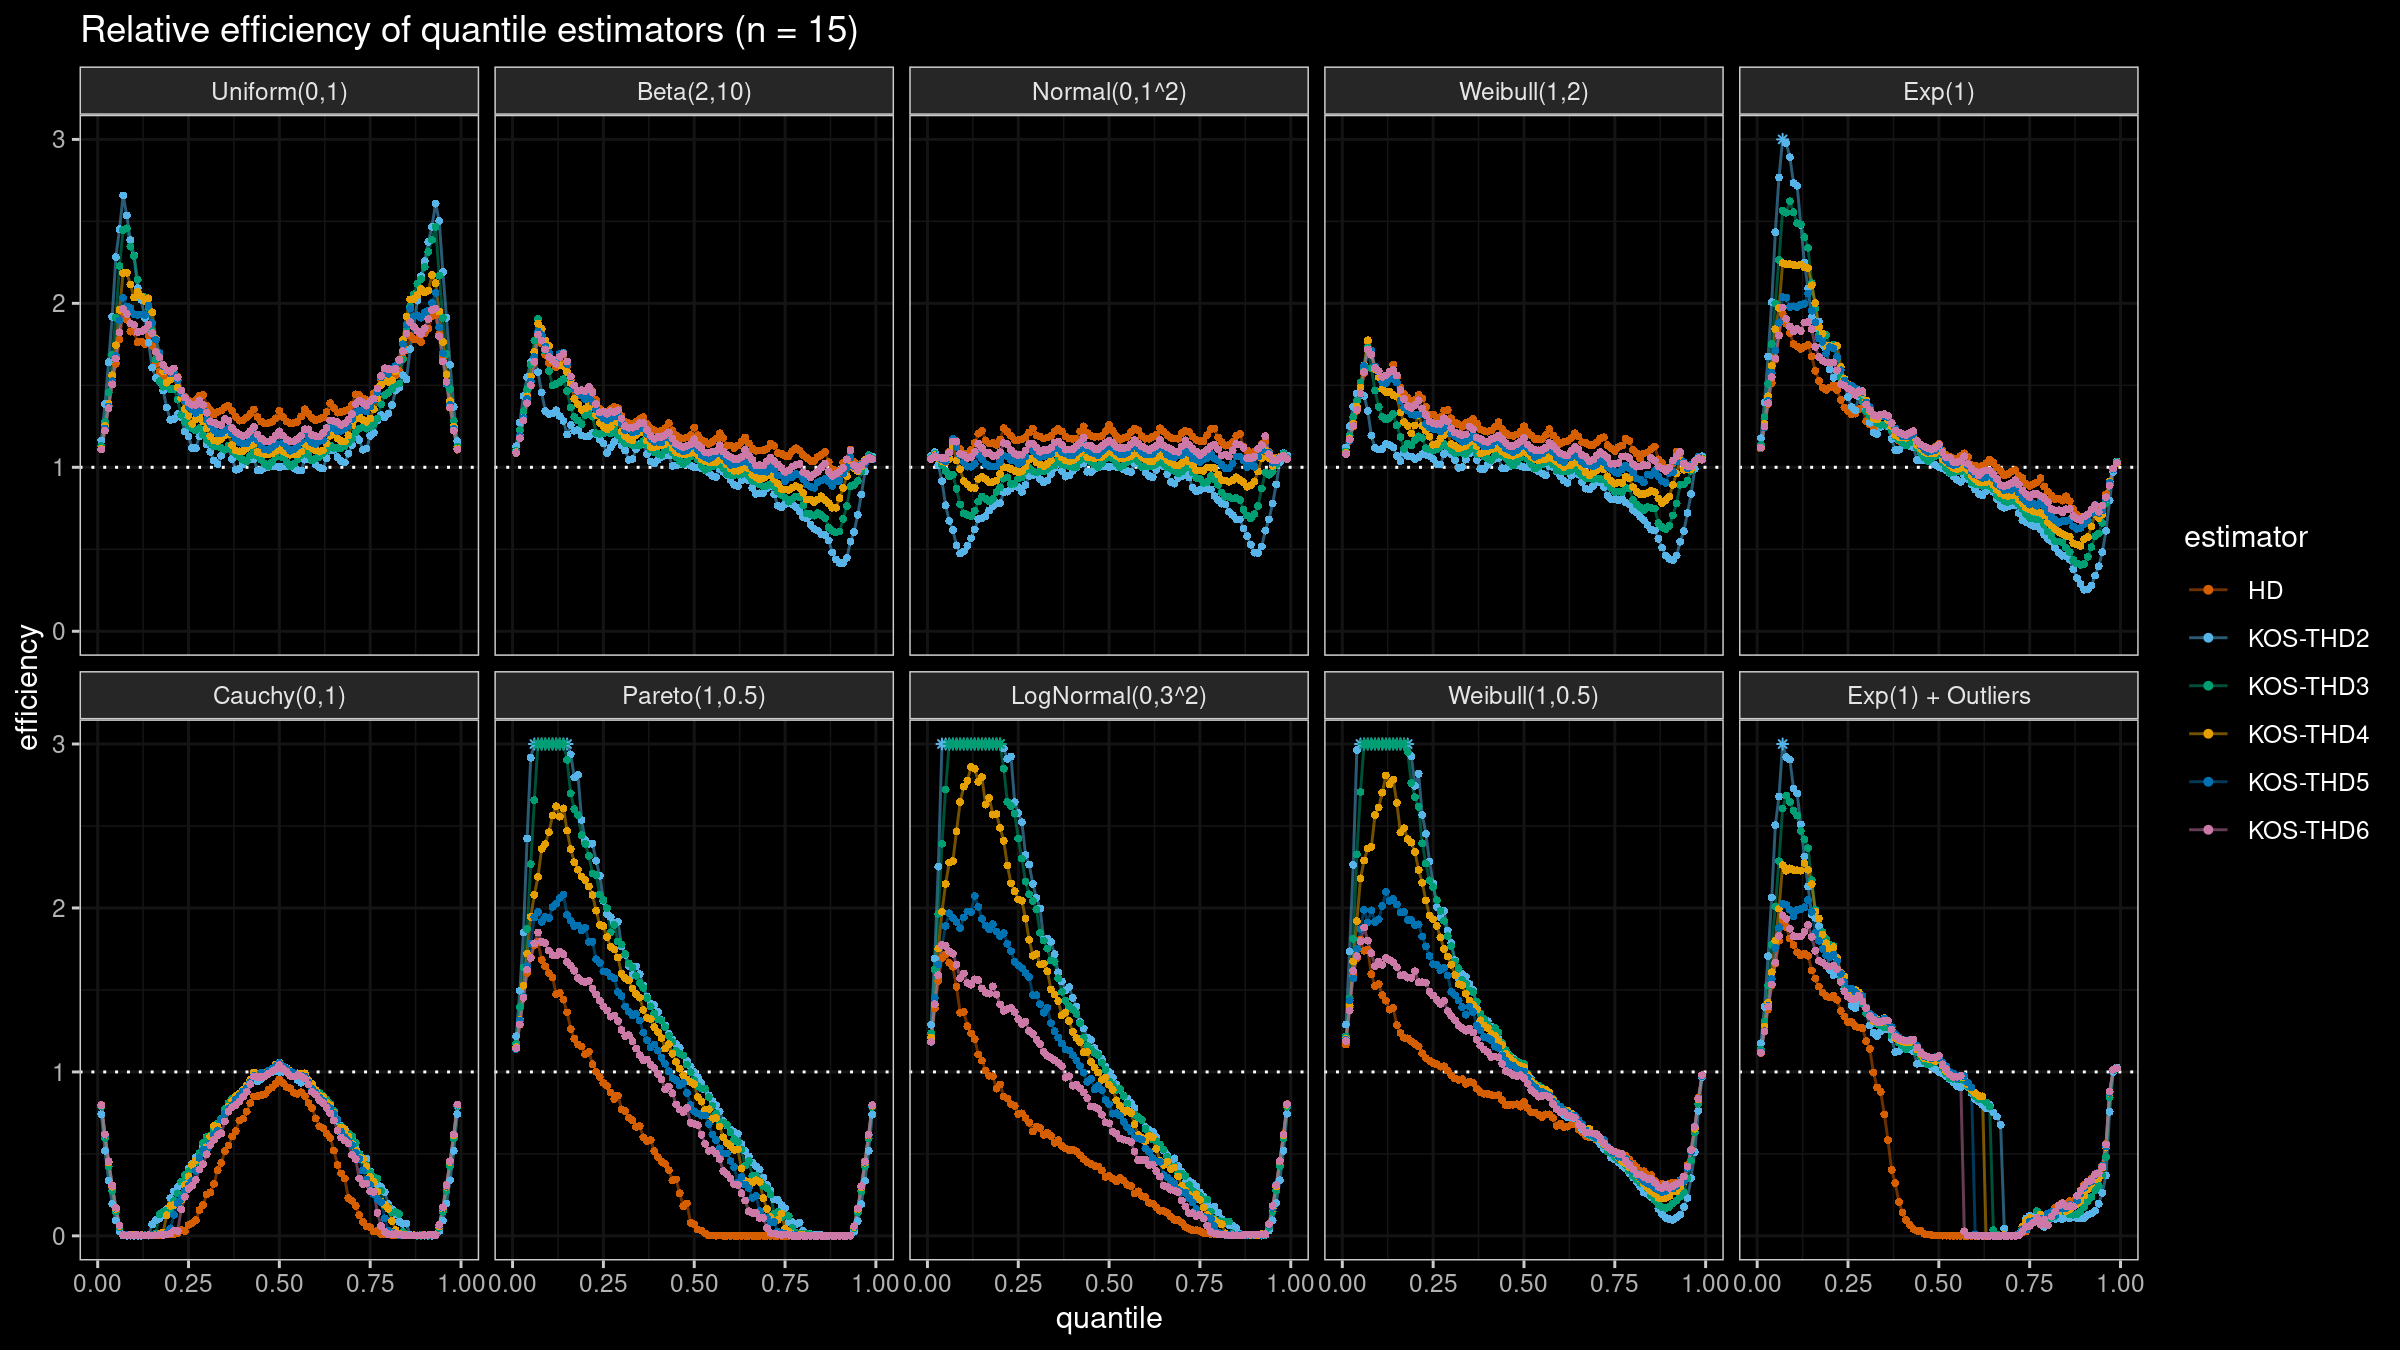 Relative efficiency of quantile estimators (n = 15)
Uniform(0,1)
Beta(2,10)
Normal(0,1^2)
Weibull(1,2)
Exp(1)
3
2
1
0
Cauchy(0,1)
Pareto(1,0.5)
LogNormal(0,3^2)
Weibull(1,0.5)
Exp(1) + Outliers
3
2
1
0
efficiency
0.00 0.25 0.50 0.75 1.00
0.00 0.25 0.50 0.75 1.00
0.00 0.25 0.50 0.75 1.00
0.00 0.25 0.50 0.75 1.00
0.00 0.25 0.50 0.75 1.00
quantile
estimator
HD
KOS-THD2
KOS-THD3
KOS-THD4
KOS-THD5
KOS-THD6